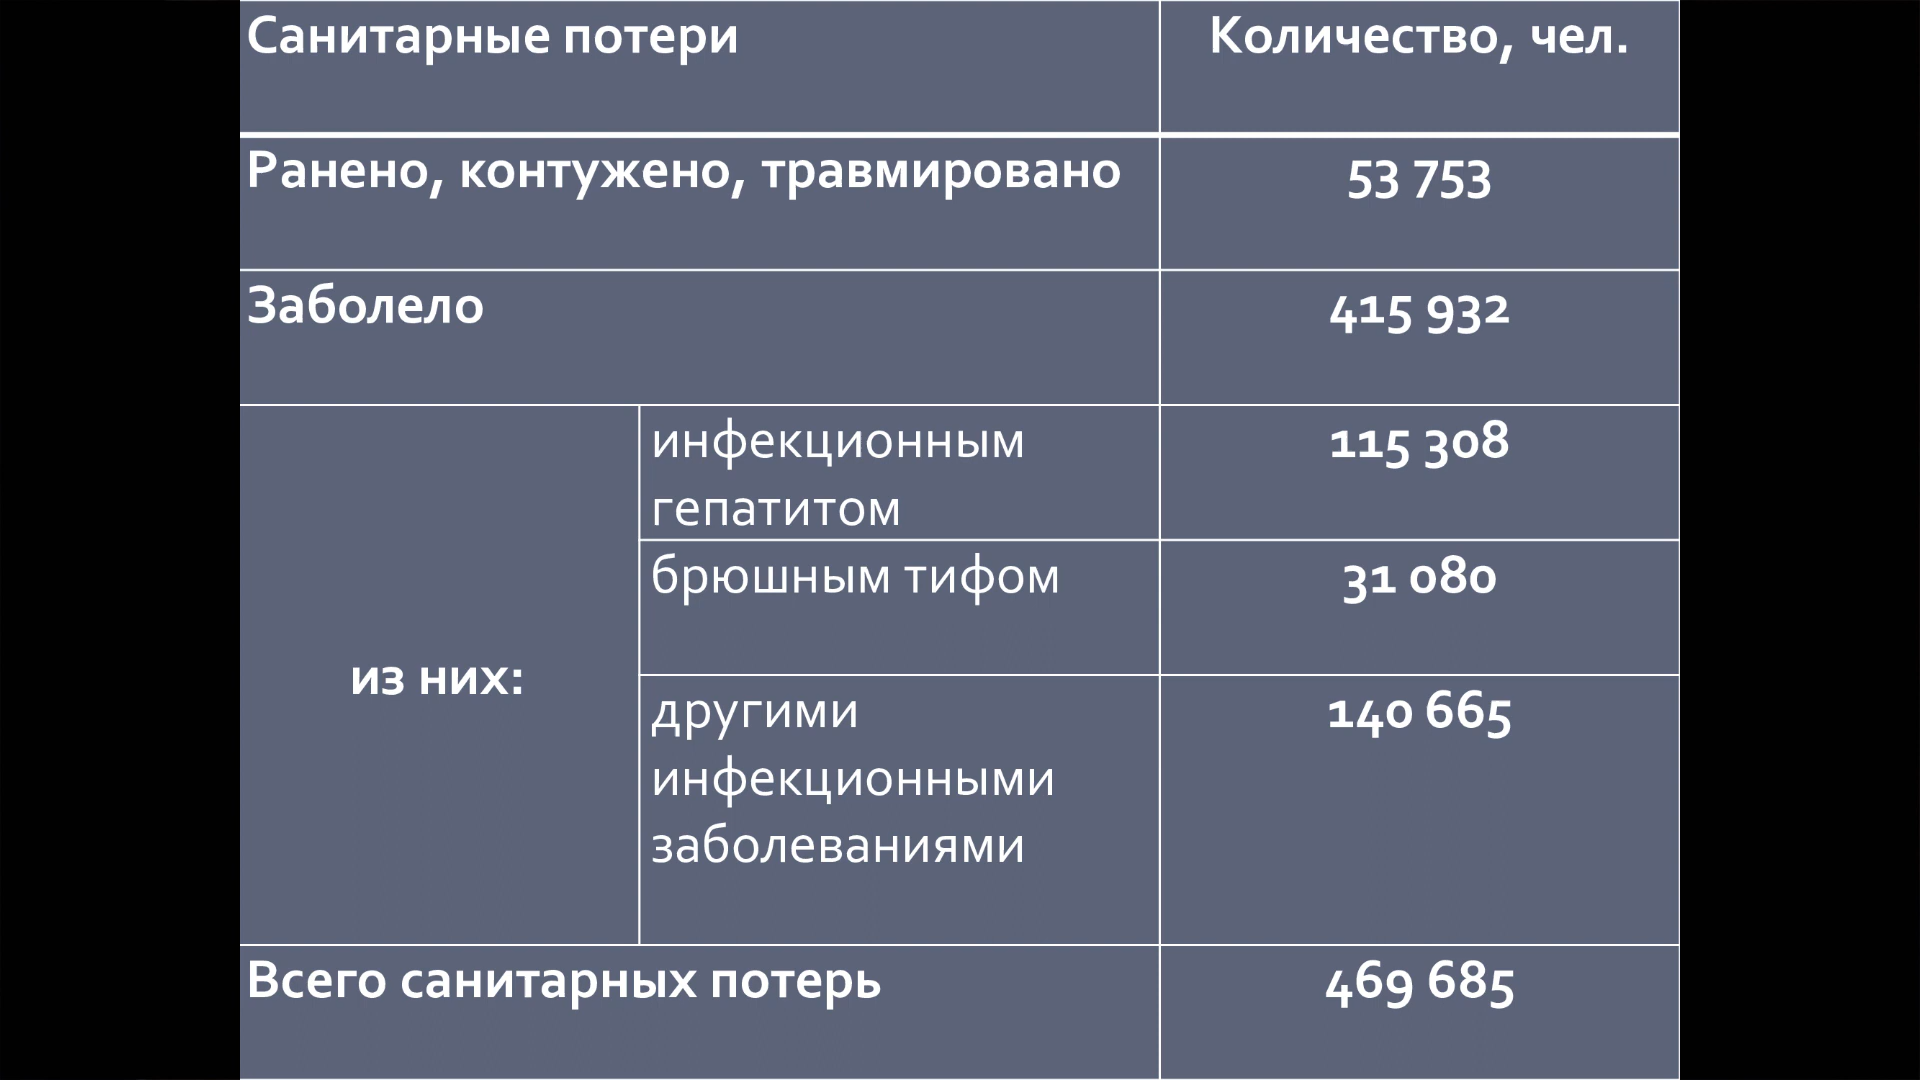 Санитарные потери
Количество, чел.
Ранено, контужено, травмировано
53 753
Заболело
415 932
из них:
инфекционным
гепатитом
115 308
брюшным тифом
31 080
другими
инфекционными
заболеваниями
140 665
Всего санитарных потерь
469 685